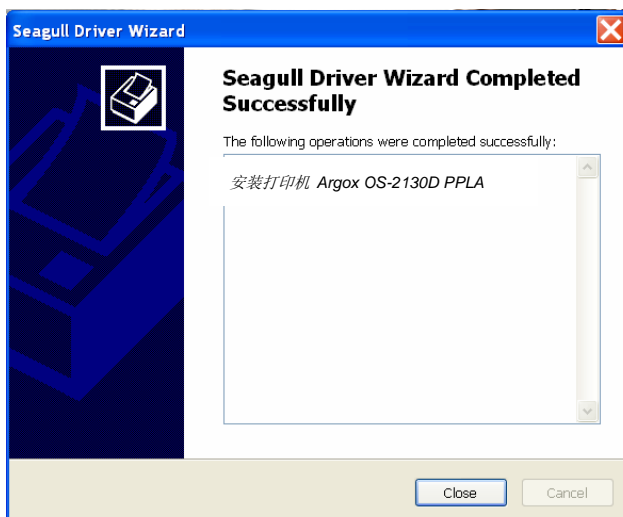 Seagull Driver Wizard
Seagull Driver Wizard Completed
Successfully
The following operations were completed successfully:
安装打印机 Argox OS-2130D PPLA
Close
Cancel